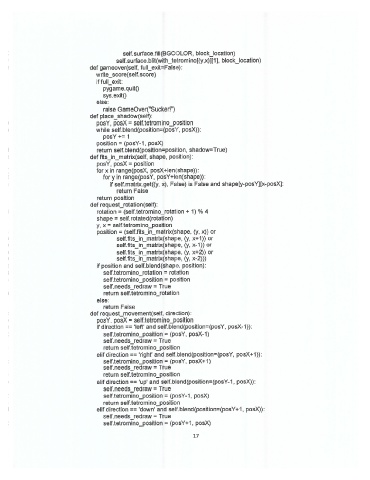 self.surface.fill(BGCOLOR, block_location)
self.surface.blit(with_tetromino[(y,x)][1], block_location)
def gameover(self, full_exit=False):
write_score(self.score)
if full_exit:
pygame.quit()
sys.exit()
else:
raise GameOver("Sucker!")
def place_shadow(self):
posY, posX = self.tetromino_position
while self.blend(position=(posY, posX)):
posY += 1
position = (posY-1, posX)
return self.blend(position=position, shadow=True)
def fits_in_matrix(self, shape, position):
posY, posX = position
for x in range(posX, posX+len(shape)):
for y in range(posY, posY+len(shape)):
if self.matrix.get((y, x), False) is False and shape[y-posY][x-posX]:
return False
return position
def request_rotation(self):
rotation = (self.tetromino_rotation + 1) % 4
shape = self.rotated(rotation)
y, x = self.tetromino_position
position = (self.fits_in_matrix(shape, (y, x)) or
self.fits_in_matrix(shape, (y, x+1)) or
self.fits_in_matrix(shape, (y, x-1)) or
self.fits_in_matrix(shape, (y, x+2)) or
self.fits_in_matrix(shape, (y, x-2)))
if position and self.blend(shape, position):
self.tetromino_rotation = rotation
self.tetromino_position = position
self.needs_redraw = True
return self.tetromino_rotation
else:
return False
def request_movement(self, direction):
posY, posX = self.tetromino_position
if direction == 'left' and self.blend(position=(posY, posX-1)):
self.tetromino_position = (posY, posX-1)
self.needs_redraw = True
return self.tetromino_position
elif direction == 'right' and self.blend(position=(posY, posX+1)):
self.tetromino_position = (posY, posX+1)
self.needs_redraw = True
return self.tetromino_position
elif direction == 'up' and self.blend(position=(posY-1, posX)):
self.needs_redraw = True
self.tetromino_position = (posY-1, posX)
return self.tetromino_position
elif direction == 'down' and self.blend(position=(posY+1, posX)):
self.needs_redraw = True
self.tetromino_position = (posY+1, posX)
17